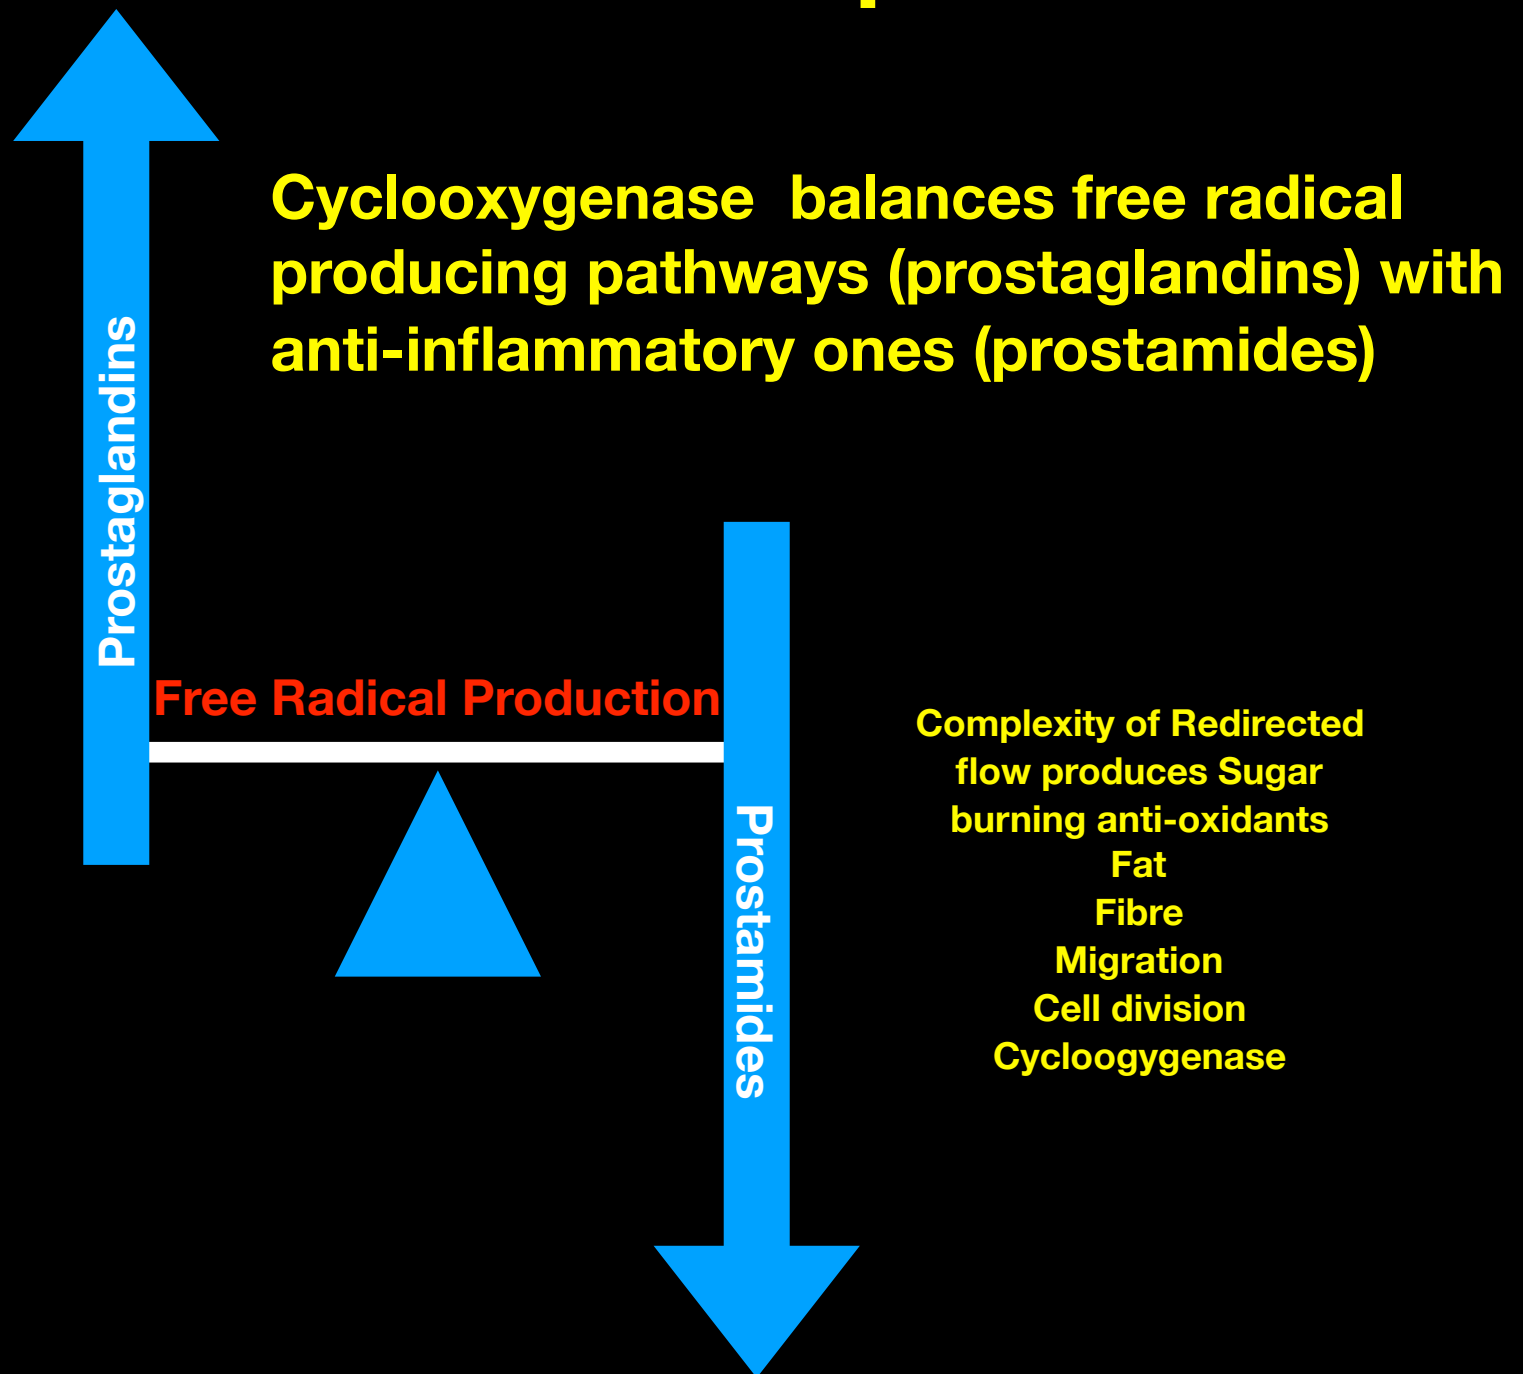 Cyclooxygenase  balances free radical
producing pathways (prostaglandins) with
anti-inflammatory ones (prostamides)
Prostaglandins
Free Radical Production
Prostamides
Complexity of Redirected
flow produces Sugar
burning anti-oxidants
Fat
Fibre
Migration
Cell division
Cycloogygenase